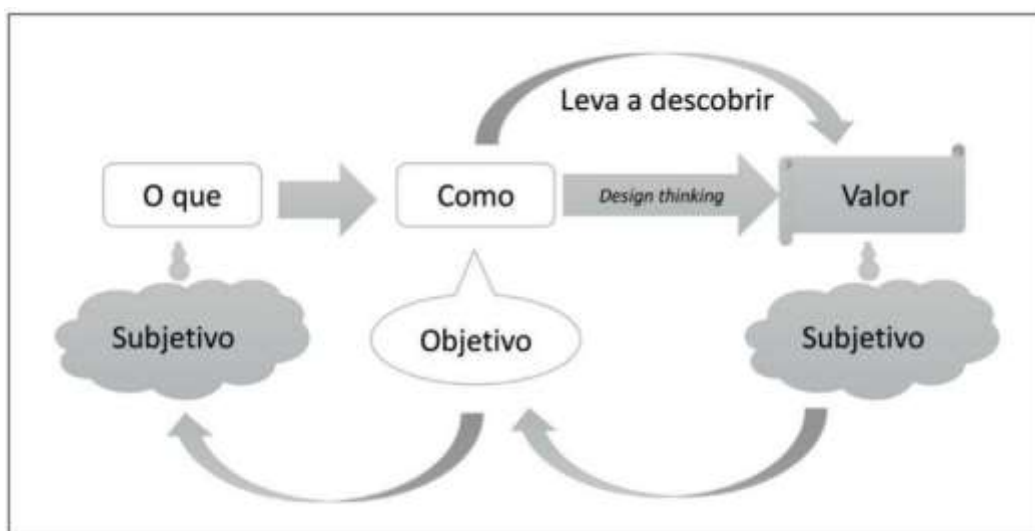 Leva a descobrir
O que
Como
Design thinking
Valor
Subjetivo
Objetivo
Subjetivo